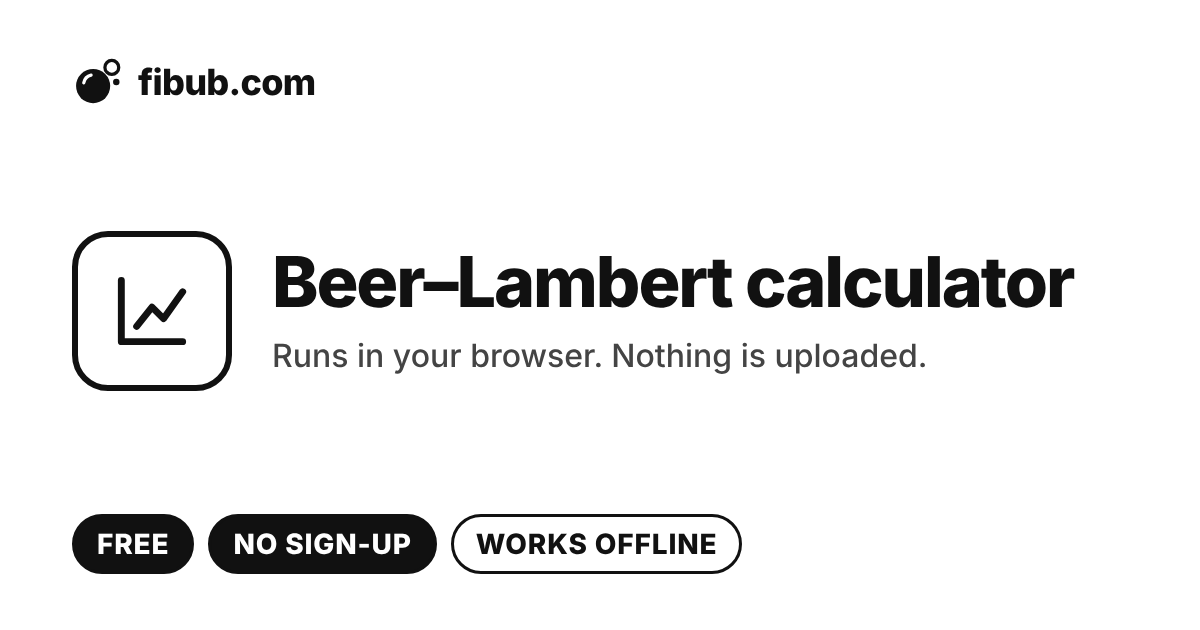 fibub.com
Beer–Lambert calculator
Runs in your browser. Nothing is uploaded.
FREE
NO SIGN-UP
WORKS OFFLINE